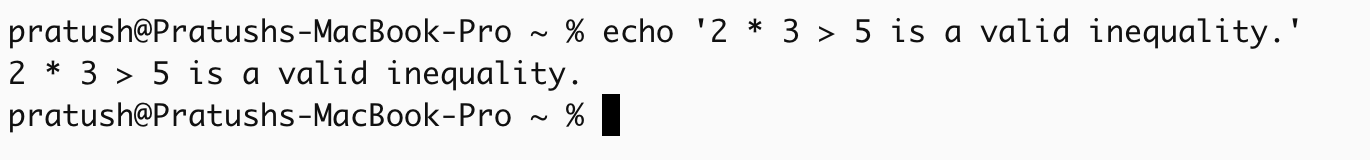 pratush@Pratushs-MacBook-Pro ~ % echo '2 * 3 > 5 is a valid inequality.'
2 * 3 > 5 is a valid inequality.
pratush@Pratushs-MacBook-Pro ~ %